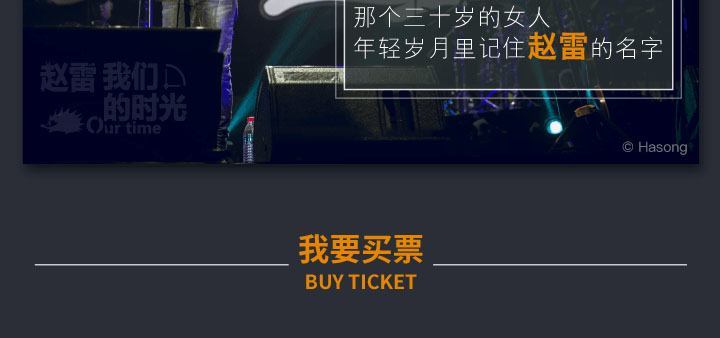 那个三十岁的女人
年轻岁月里记住赵雷的名字
赵雷 我们
的时光
Our time
© Hasong
我要买票
BUY TICKET